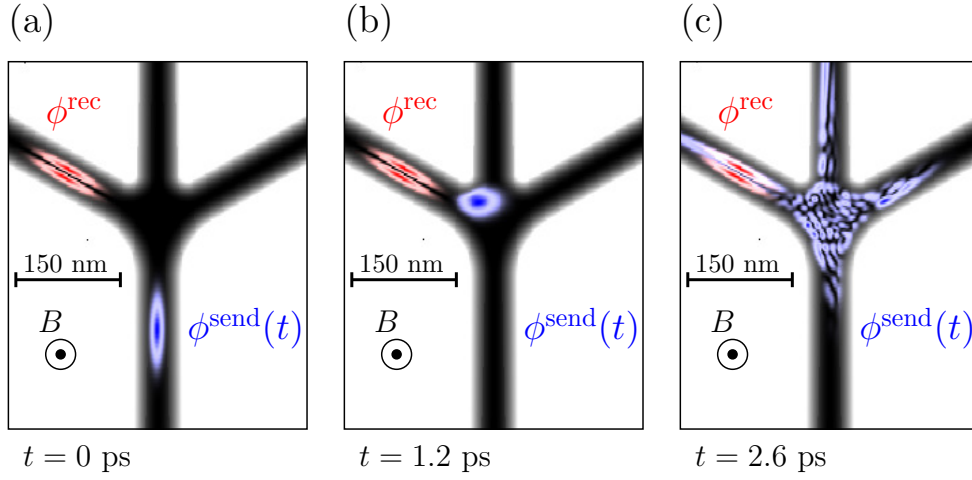 (a)
ϕ^rec
150 nm
B
ϕ^send(t)
t = 0 ps
(b)
ϕ^rec
150 nm
B
ϕ^send(t)
t = 1.2 ps
(c)
ϕ^rec
150 nm
B
ϕ^send(t)
t = 2.6 ps